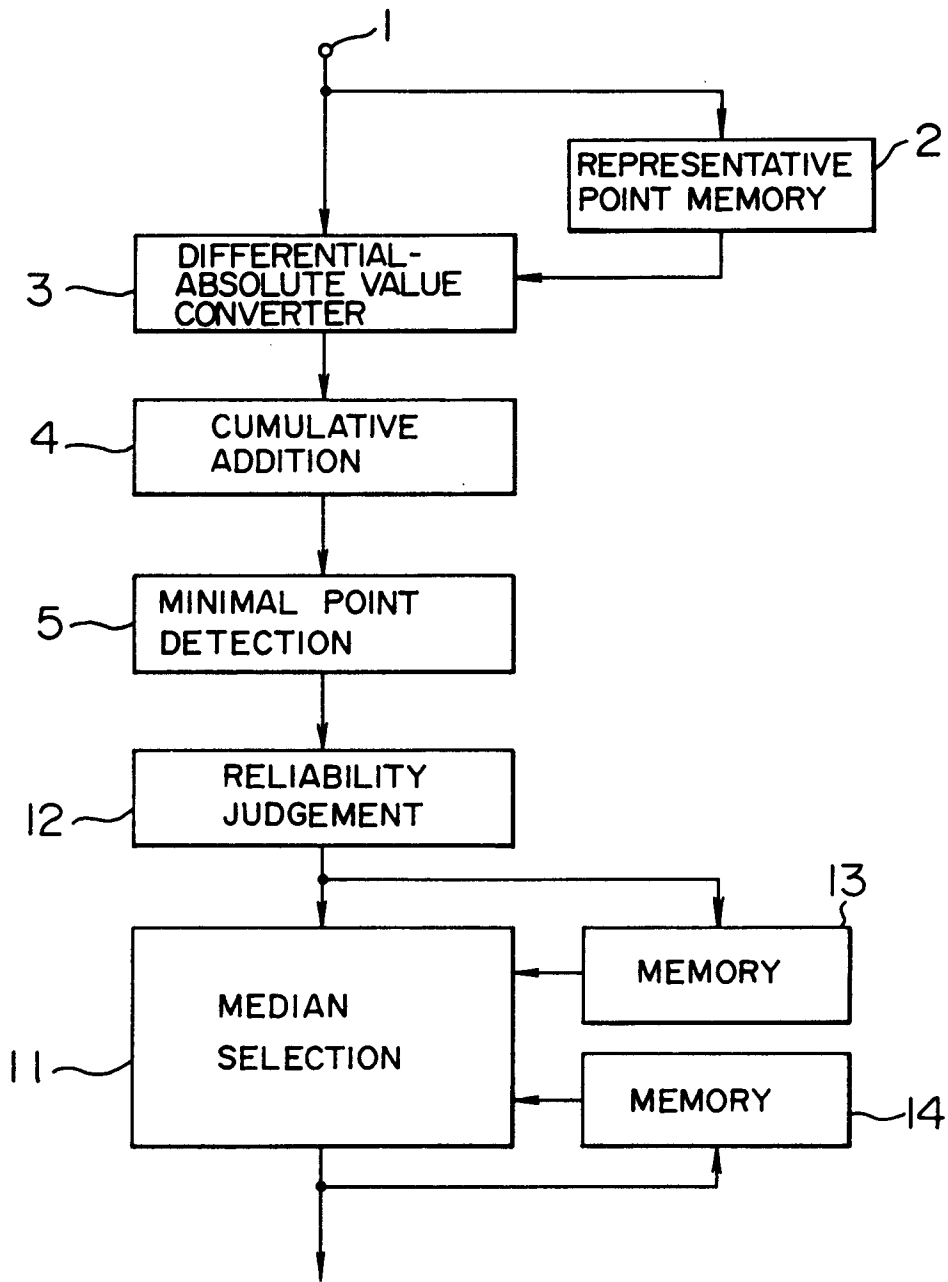 1
2
REPRESENTATIVE
POINT MEMORY
3
DIFFERENTIAL-
ABSOLUTE VALUE
CONVERTER
4
CUMULATIVE
ADDITION
5
MINIMAL POINT
DETECTION
12
RELIABILITY
JUDGEMENT
13
MEMORY
11
MEDIAN
SELECTION
MEMORY
14